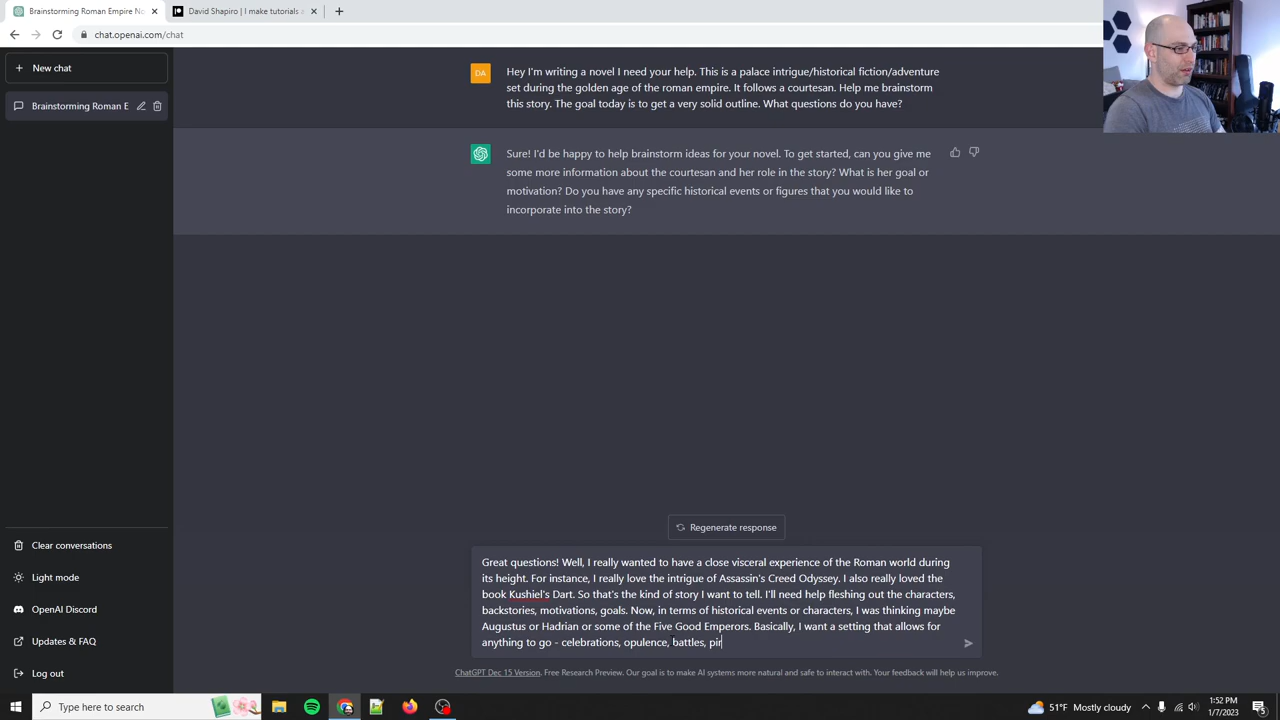 Brainstorming Roman Empire No
David Shapiro | I make tutorials a
chat.openai.com/chat
New chat
Brainstorming Roman E
DA
Hey I'm writing a novel I need your help. This is a palace intrigue/historical fiction/adventure
set during the golden age of the roman empire. It follows a courtesan. Help me brainstorm
this story. The goal today is to get a very solid outline. What questions do you have?
Sure! I'd be happy to help brainstorm ideas for your novel. To get started, can you give me
some more information about the courtesan and her role in the story? What is her goal or
motivation? Do you have any specific historical events or figures that you would like to
incorporate into the story?
Regenerate response
Great questions! Well, I really wanted to have a close visceral experience of the Roman world during
its height. For instance, I really love the intrigue of Assassin's Creed Odyssey. I also really loved the
book Kushiel's Dart. So that's the kind of story I want to tell. I'll need help fleshing out the characters,
backstories, motivations, goals. Now, in terms of historical events or characters, I was thinking maybe
Augustus or Hadrian or some of the Five Good Emperors. Basically, I want a setting that allows for
anything to go - celebrations, opulence, battles, pir
ChatGPT Dec 15 Version. Free Research Preview. Our goal is to make AI systems more natural and safe to interact with. Your feedback will help us improve.
Clear conversations
Light mode
OpenAI Discord
Updates & FAQ
Log out
Type here to search
51°F Mostly cloudy
1:52 PM
1/7/2023
5